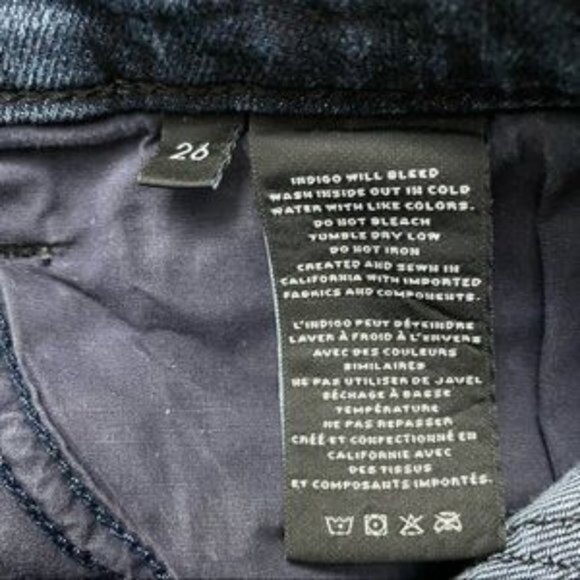 26
INDIGO WILL BLEED
WASH INSIDE OUT IN COLD
WATER WITH LIKE COLORS.
DO NOT BLEACH
TUMBLE DRY LOW
DO NOT IRON
CREATED AND SEWN IN
CALIFORNIA WITH IMPORTED
FABRICS AND COMPONENTS.
L'INDIGO PEUT DÉTEINDRE
LAVER À FROID À L'ENVERS
AVEC DES COULEURS
SIMILAIRES
NE PAS UTILISER DE JAVEL
SÉCHAGE À BASSE
TEMPÉRATURE
NE PAS REPASSER
CRÉÉ ET CONFECTIONNÉ EN
CALIFORNIE AVEC
DES TISSUS
ET COMPOSANTS IMPORTÉS.